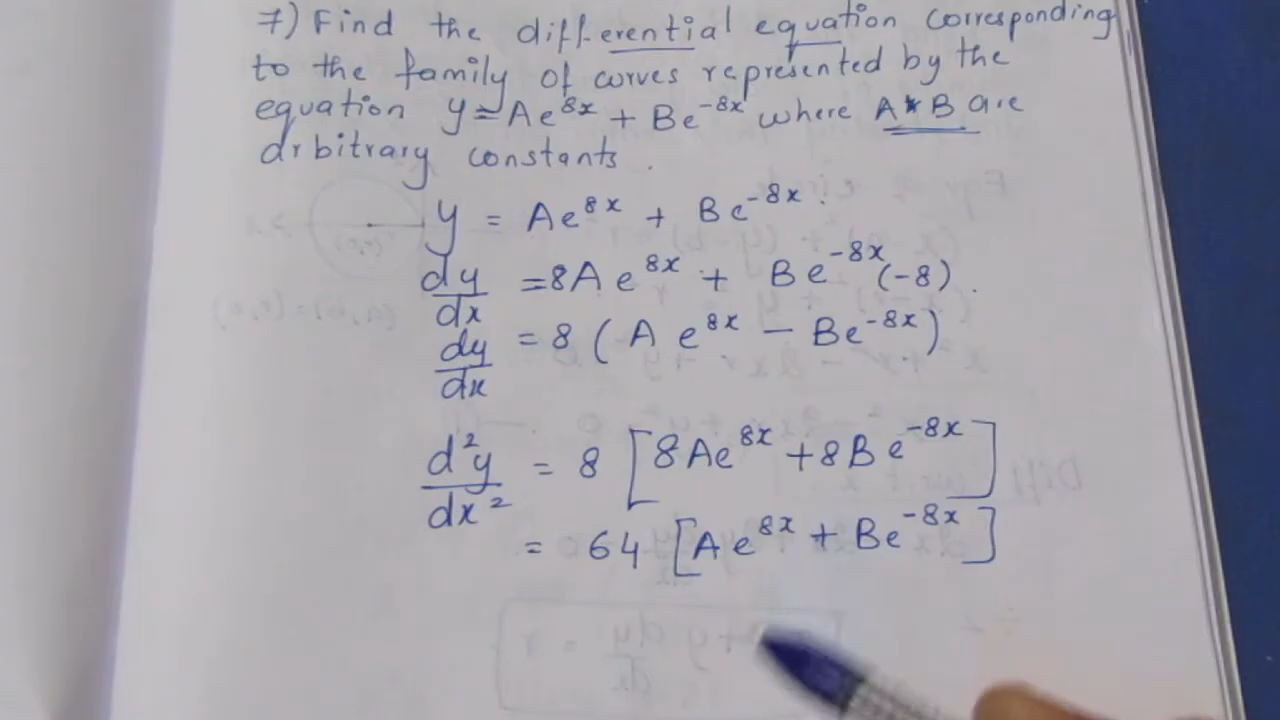 7) Find the differential equation corresponding
to the family of curves represented by the
equation y = Ae^8x + Be^-8x where A & B are
arbitrary constants.
y = Ae^8x + Be^-8x.
dy/dx = 8Ae^8x + Be^-8x(-8).
dy/dx = 8(Ae^8x - Be^-8x)
d²y/dx² = 8[8Ae^8x + 8Be^-8x]
= 64[Ae^8x + Be^-8x]